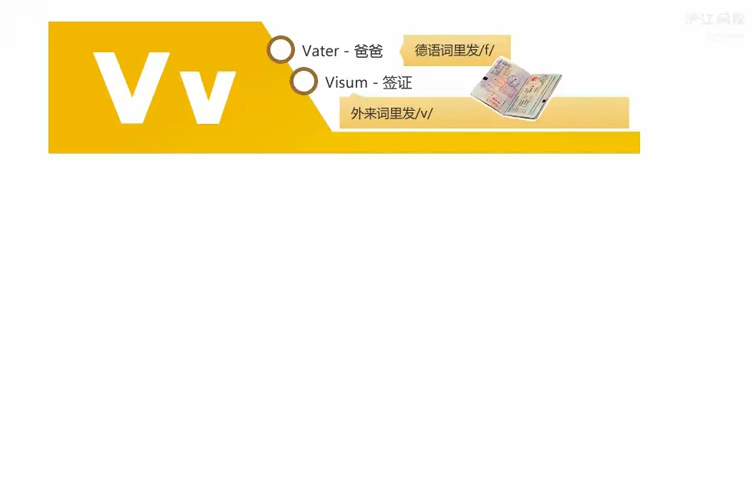 Vv
Vater - 爸爸
德语词里发/f/
Visum - 签证
外来词里发/v/
沪江网校